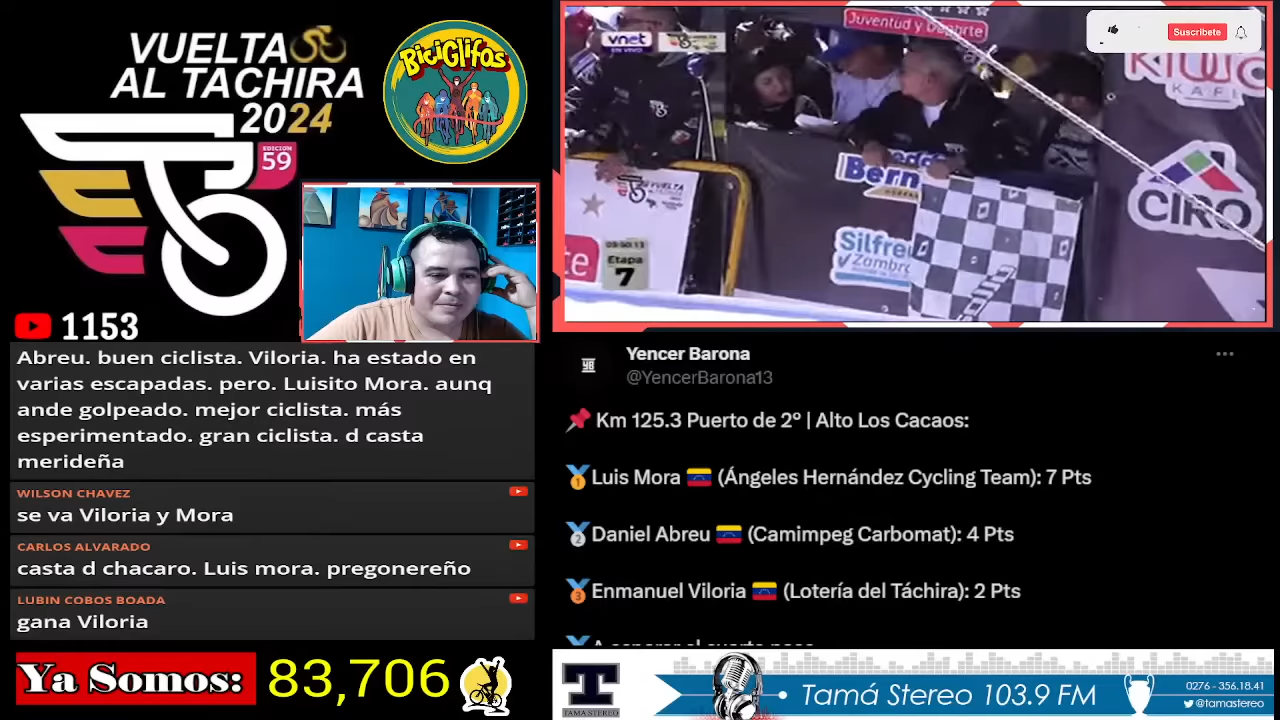 VUELTA
AL TACHIRA
2024
EDICION
59
BiciGlifos
1153
Abreu. buen ciclista. Viloria. ha estado en
varias escapadas. pero. Luisito Mora. aunq
ande golpeado. mejor ciclista. más
esperimentado. gran ciclista. d casta
merideña
WILSON CHAVEZ
se va Viloria y Mora
CARLOS ALVARADO
casta d chacaro. Luis mora. pregonereño
LUBIN COBOS BOADA
gana Viloria
Ya Somos: 83,706
Juventud y Deporte
vnet
EN VIVO
Suscríbete
KAFI
CIRO
Silfre
Zambra
VUELTA
Etapa
7
Yencer Barona
@YencerBarona13
📌 Km 125.3 Puerto de 2º | Alto Los Cacaos:
🥇Luis Mora 🇻🇪 (Ángeles Hernández Cycling Team): 7 Pts
🥈Daniel Abreu 🇻🇪 (Camimpeg Carbomat): 4 Pts
🥉Enmanuel Viloria 🇻🇪 (Lotería del Táchira): 2 Pts
T
TAMA STEREO
Tamá Stereo 103.9 FM
0276 - 356.18.41
@tamastereo